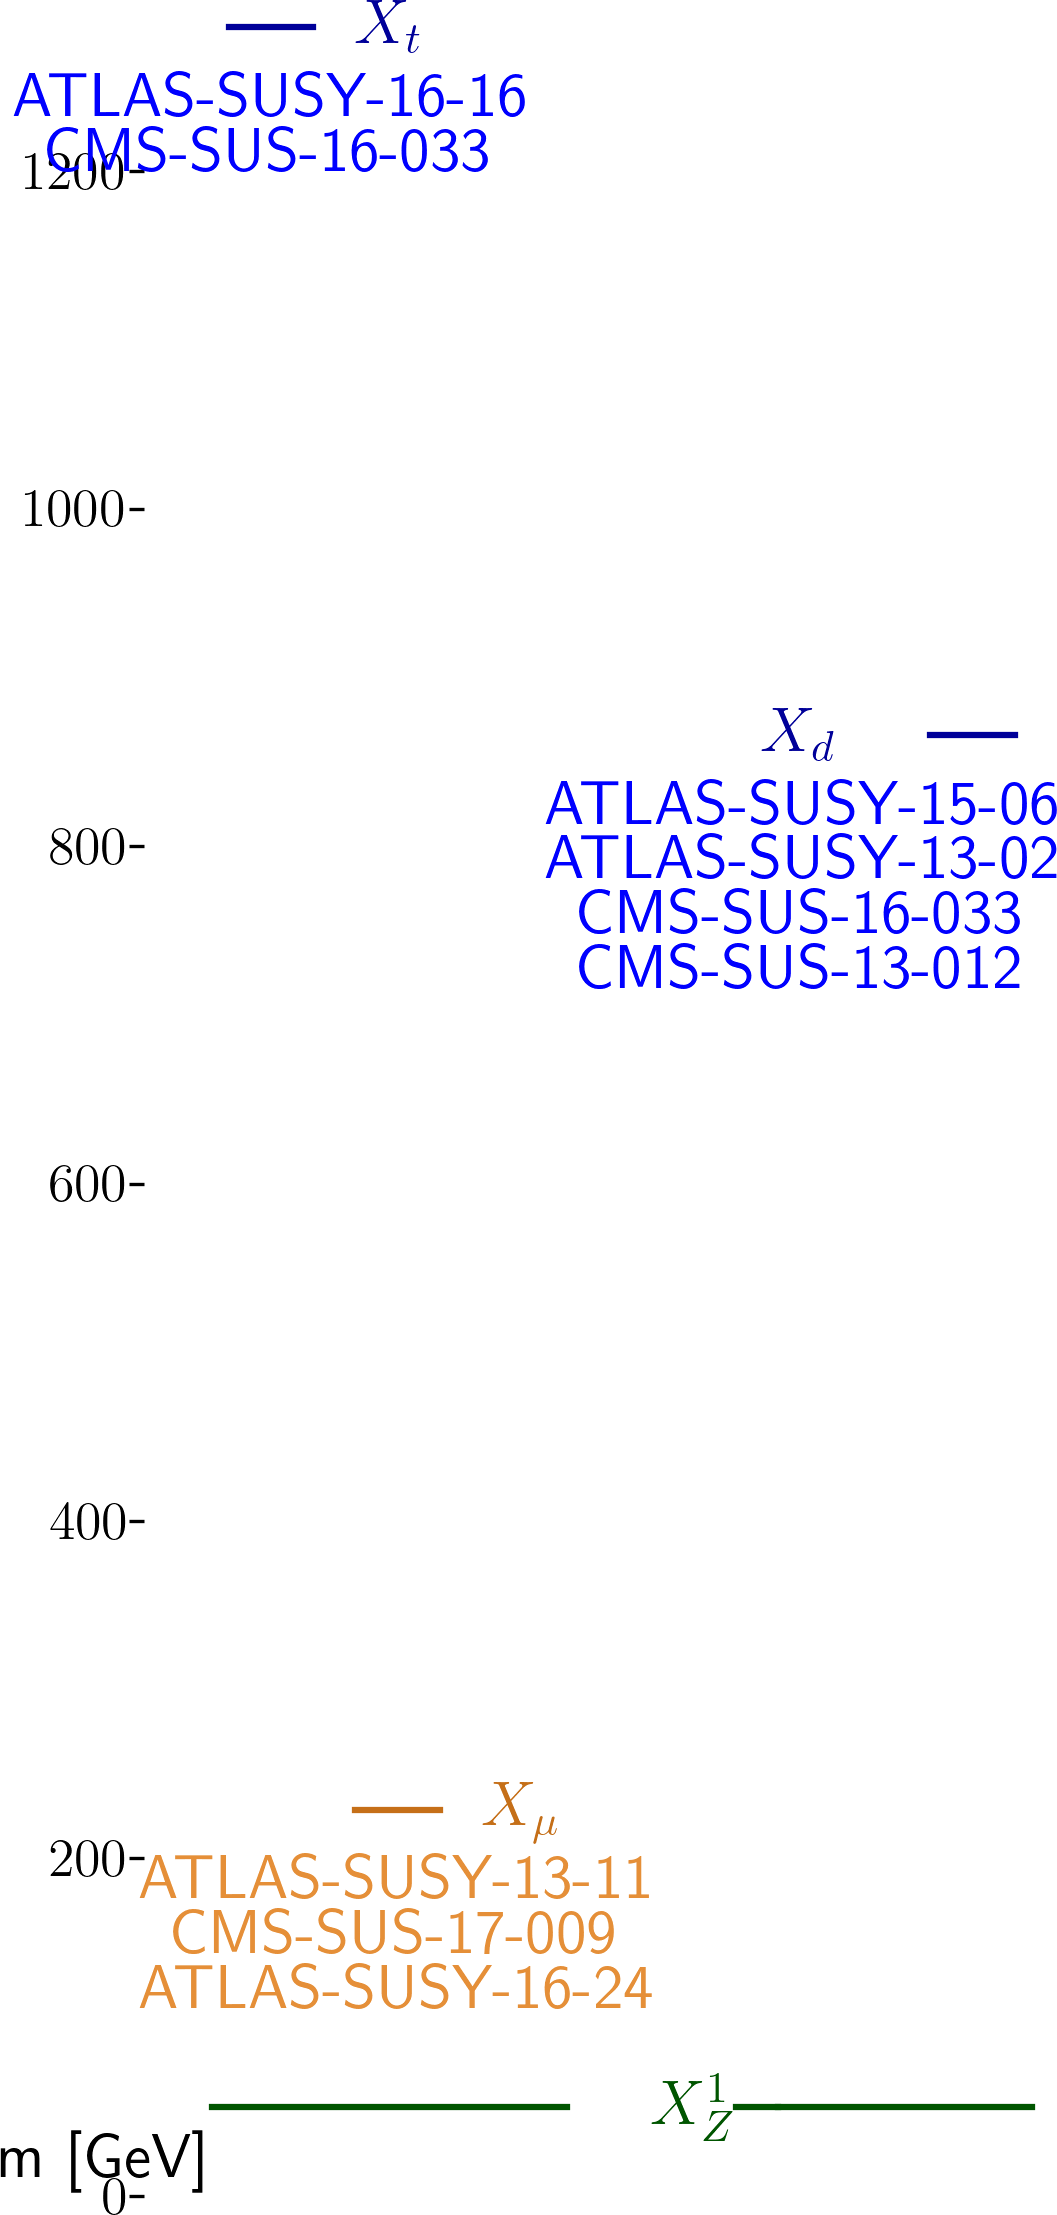 X_t
ATLAS-SUSY-16-16
CMS-SUS-16-033
1200-
1000-
X_d
ATLAS-SUSY-15-06
800-
ATLAS-SUSY-13-02
CMS-SUS-16-033
CMS-SUS-13-012
600-
400-
X_μ
200-
ATLAS-SUSY-13-11
CMS-SUS-17-009
ATLAS-SUSY-16-24
X_Z^1
m [GeV]
0-